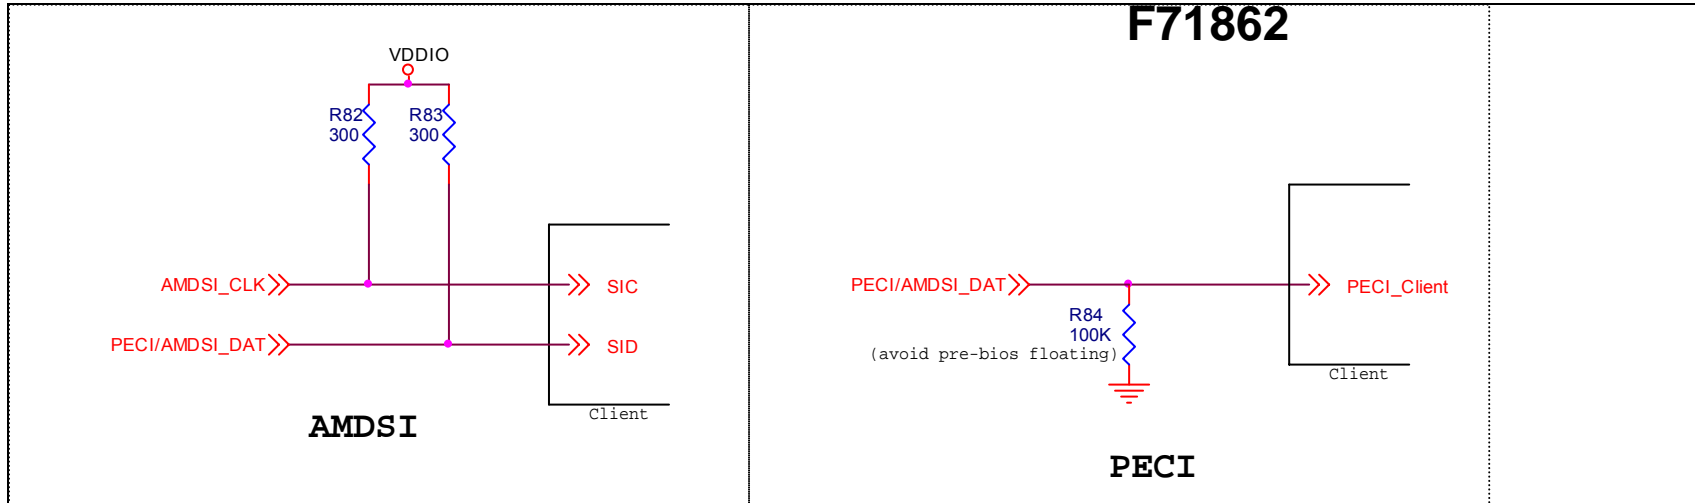 F71862
VDDIO
R82
300
R83
300
AMDSI_CLK
SIC
PECI/AMDSI_DAT
SID
Client
AMDSI
PECI/AMDSI_DAT
PECI_Client
R84
100K
(avoid pre-bios floating)
Client
PECI